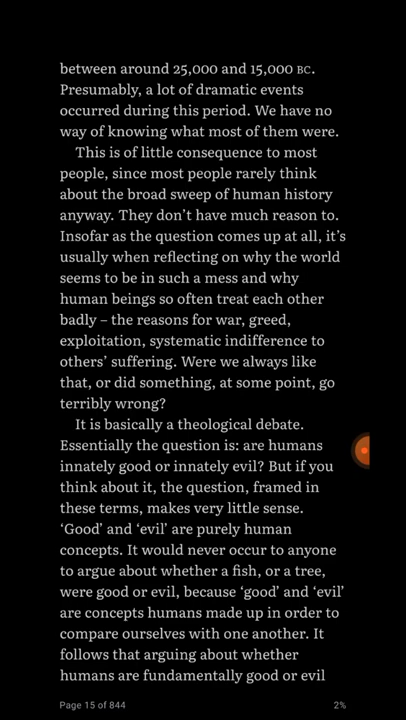 between around 25,000 and 15,000 BC.
Presumably, a lot of dramatic events
occurred during this period. We have no
way of knowing what most of them were.
This is of little consequence to most
people, since most people rarely think
about the broad sweep of human history
anyway. They don’t have much reason to.
Insofar as the question comes up at all, it’s
usually when reflecting on why the world
seems to be in such a mess and why
human beings so often treat each other
badly – the reasons for war, greed,
exploitation, systematic indifference to
others’ suffering. Were we always like
that, or did something, at some point, go
terribly wrong?
It is basically a theological debate.
Essentially the question is: are humans
innately good or innately evil? But if you
think about it, the question, framed in
these terms, makes very little sense.
‘Good’ and ‘evil’ are purely human
concepts. It would never occur to anyone
to argue about whether a fish, or a tree,
were good or evil, because ‘good’ and ‘evil’
are concepts humans made up in order to
compare ourselves with one another. It
follows that arguing about whether
humans are fundamentally good or evil
Page 15 of 844
2%